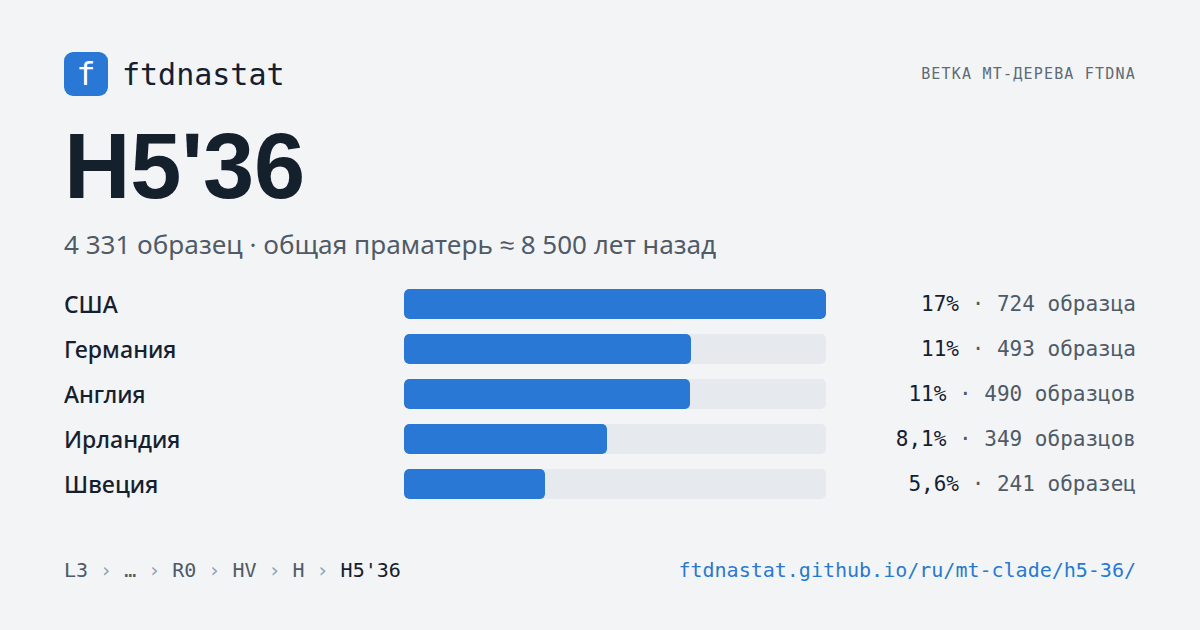 f ftdnastat
ВЕТКА МТ-ДЕРЕВА FTDNA
H5'36
4 331 образец · общая праматерь ≈ 8 500 лет назад
США 17% · 724 образца
Германия 11% · 493 образца
Англия 11% · 490 образцов
Ирландия 8,1% · 349 образцов
Швеция 5,6% · 241 образец
L3 › … › R0 › HV › H › H5'36
ftdnastat.github.io/ru/mt-clade/h5-36/